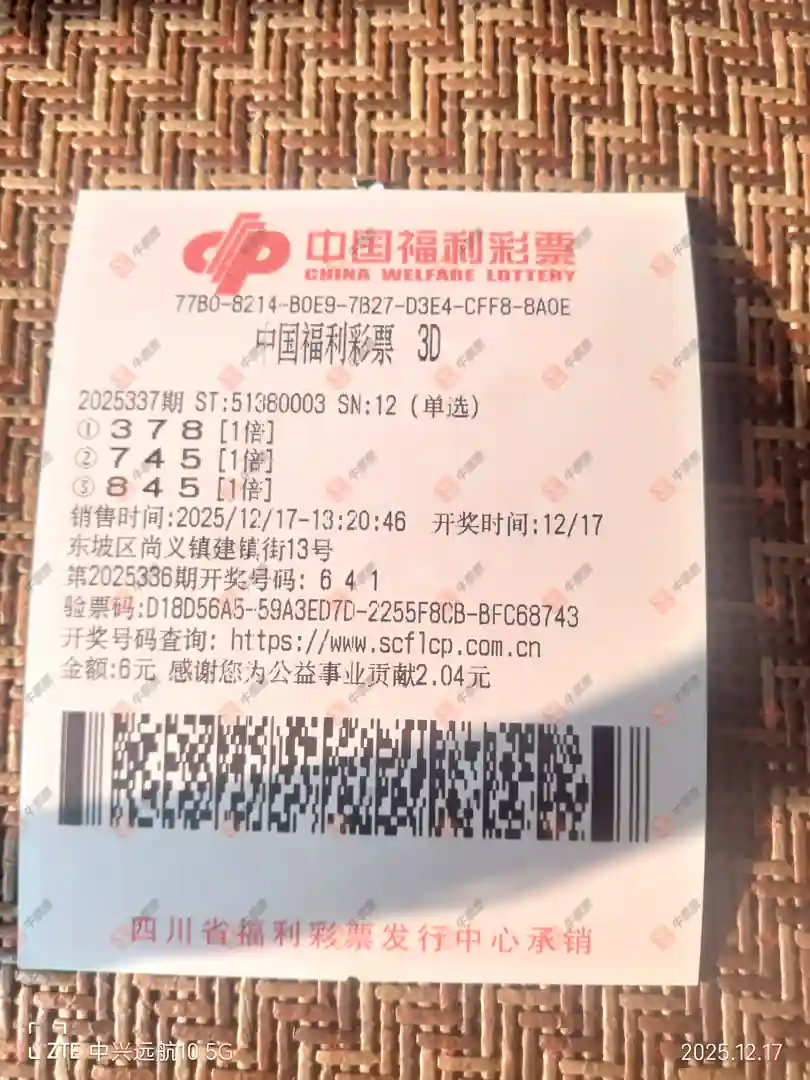 中国福利彩票
CHINA WELFARE LOTTERY
77B0-8214-B0E9-7B27-D3E4-CFF8-8A0E
中国福利彩票 3D
2025337期 ST:51380003 SN:12 (单选)
① 3 7 8 [1倍]
② 7 4 5 [1倍]
③ 8 4 5 [1倍]
销售时间:2025/12/17-13:20:46 开奖时间:12/17
东坡区尚义镇建镇街13号
第2025336期开奖号码: 6 4 1
验票码:D18D56A5-59A3ED7D-2255F8CB-BFC68743
开奖号码查询: https://www.scflcp.com.cn
金额:6元 感谢您为公益事业贡献2.04元
四川省福利彩票发行中心承销
ZTE 中兴远航10 5G
2025.12.17